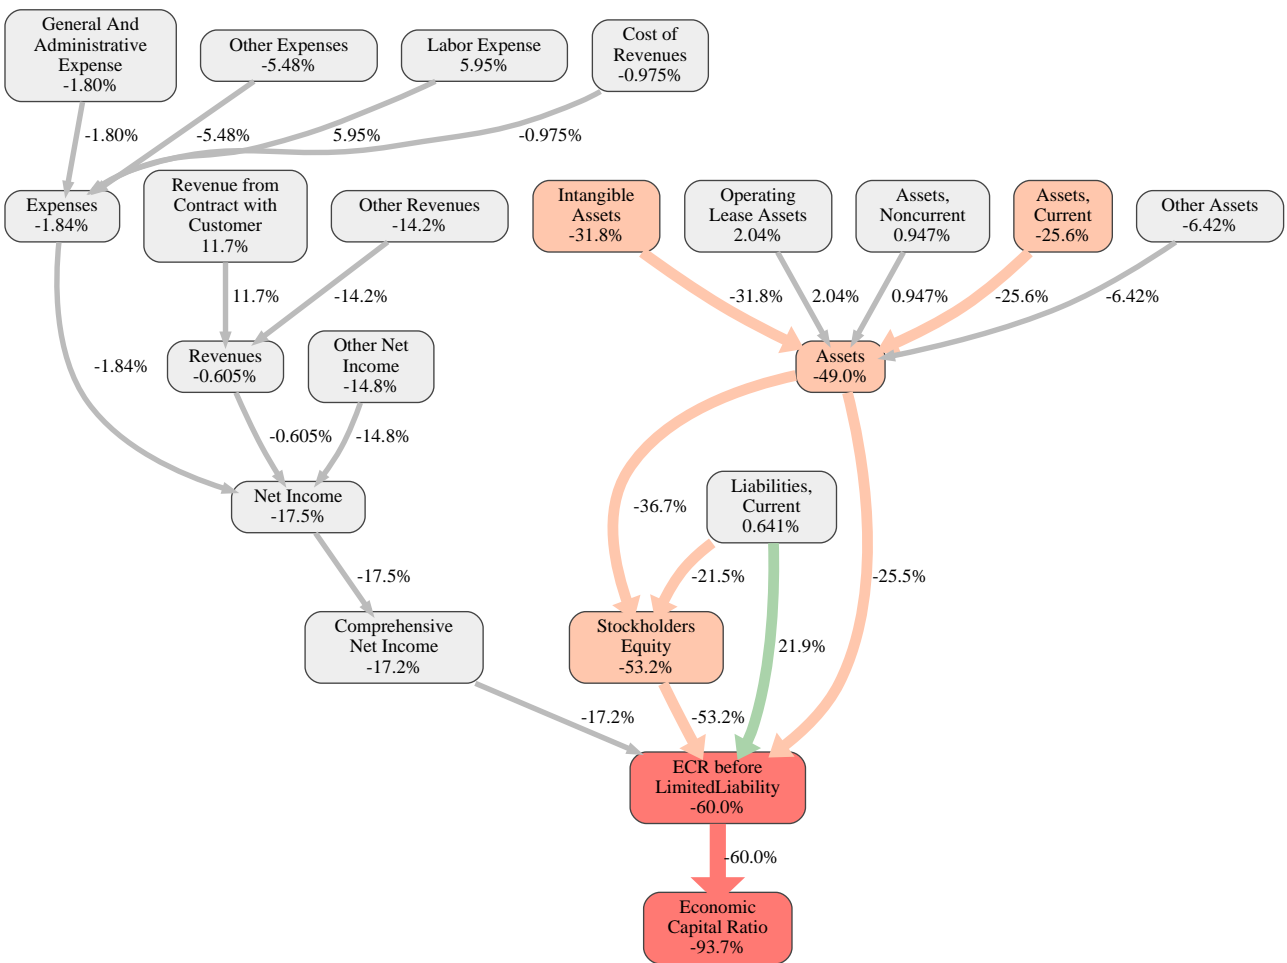 General And
Administrative
Expense
-1.80%
Other Expenses
-5.48%
Labor Expense
5.95%
Cost of
Revenues
-0.975%
-1.80%
-5.48%
5.95%
-0.975%
Expenses
-1.84%
Revenue from
Contract with
Customer
11.7%
Other Revenues
-14.2%
Intangible
Assets
-31.8%
Operating
Lease Assets
2.04%
Assets,
Noncurrent
0.947%
Assets,
Current
-25.6%
Other Assets
-6.42%
11.7%
-14.2%
-31.8%
2.04%
0.947%
-25.6%
-6.42%
-1.84%
Revenues
-0.605%
Other Net
Income
-14.8%
Assets
-49.0%
-0.605%
-14.8%
Net Income
-17.5%
-36.7%
Liabilities,
Current
0.641%
-17.5%
-21.5%
-25.5%
Comprehensive
Net Income
-17.2%
Stockholders
Equity
-53.2%
21.9%
-17.2%
-53.2%
ECR before
LimitedLiability
-60.0%
-60.0%
Economic
Capital Ratio
-93.7%